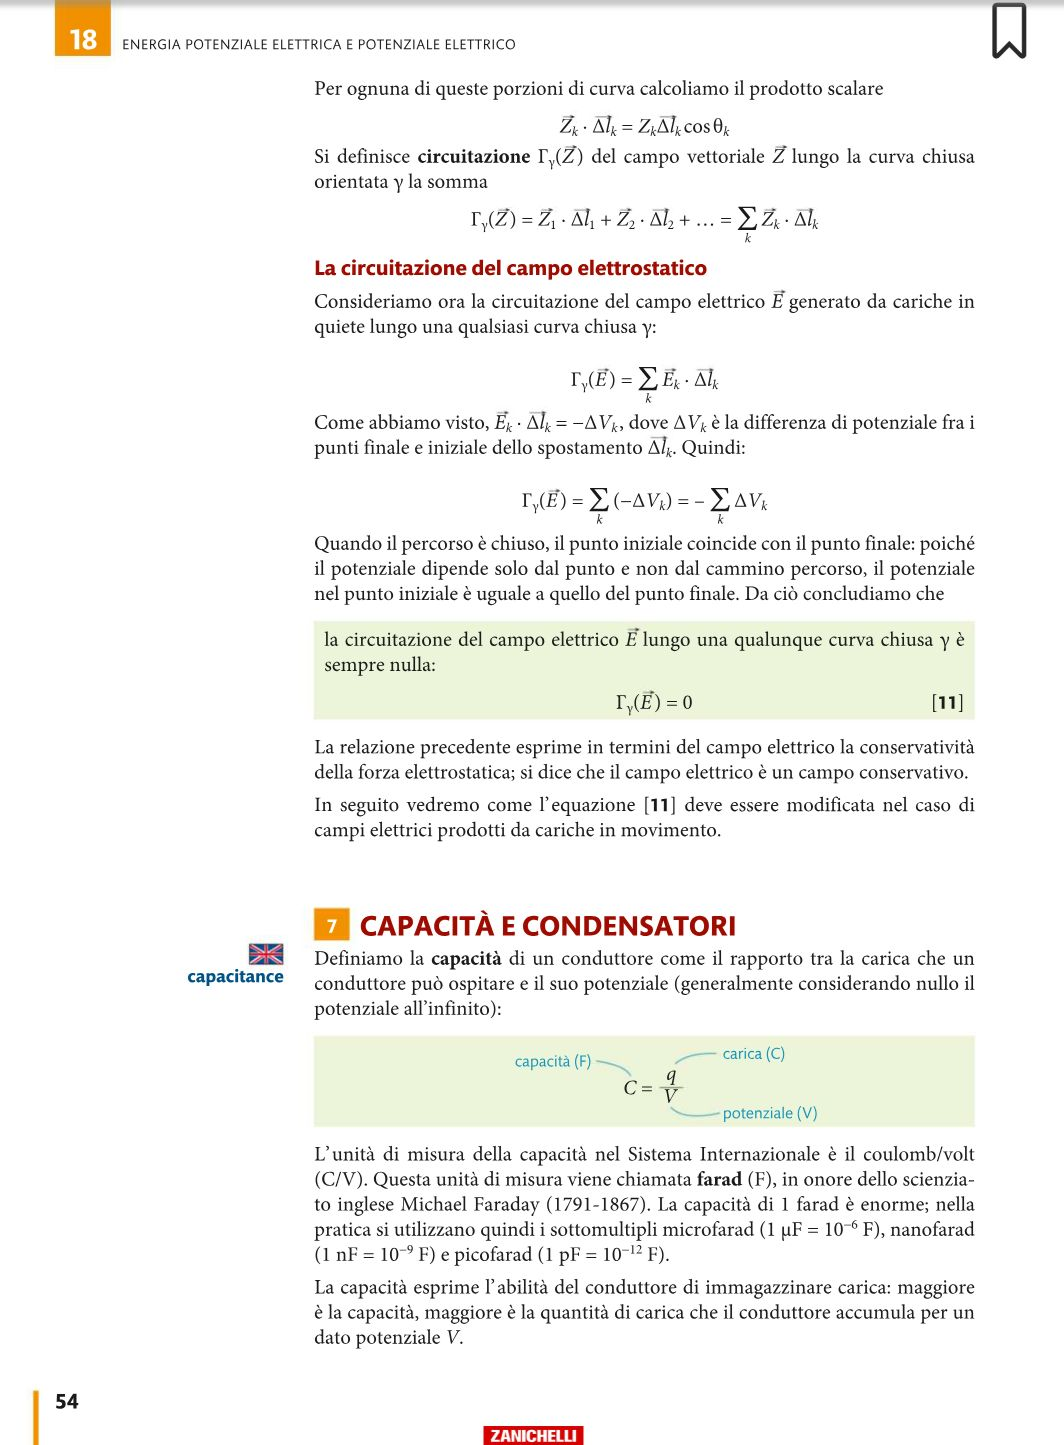 18 ENERGIA POTENZIALE ELETTRICA E POTENZIALE ELETTRICO
Per ognuna di queste porzioni di curva calcoliamo il prodotto scalare
Z⃗ₖ · Δl⃗ₖ = ZₖΔl⃗ₖ cos θₖ
Si definisce circuitazione Γᵧ(Z⃗) del campo vettoriale Z⃗ lungo la curva chiusa
orientata γ la somma
Γᵧ(Z⃗) = Z⃗₁ · Δl⃗₁ + Z⃗₂ · Δl⃗₂ + … = ∑ₖ Z⃗ₖ · Δl⃗ₖ
La circuitazione del campo elettrostatico
Consideriamo ora la circuitazione del campo elettrico E⃗ generato da cariche in
quiete lungo una qualsiasi curva chiusa γ:
Γᵧ(E⃗) = ∑ₖ E⃗ₖ · Δl⃗ₖ
Come abbiamo visto, E⃗ₖ · Δl⃗ₖ = −ΔVₖ, dove ΔVₖ è la differenza di potenziale fra i
punti finale e iniziale dello spostamento Δl⃗ₖ. Quindi:
Γᵧ(E⃗) = ∑ₖ (−ΔVₖ) = − ∑ₖ ΔVₖ
Quando il percorso è chiuso, il punto iniziale coincide con il punto finale: poiché
il potenziale dipende solo dal punto e non dal cammino percorso, il potenziale
nel punto iniziale è uguale a quello del punto finale. Da ciò concludiamo che
la circuitazione del campo elettrico E⃗ lungo una qualunque curva chiusa γ è
sempre nulla:
Γᵧ(E⃗) = 0 [11]
La relazione precedente esprime in termini del campo elettrico la conservatività
della forza elettrostatica; si dice che il campo elettrico è un campo conservativo.
In seguito vedremo come l'equazione [11] deve essere modificata nel caso di
campi elettrici prodotti da cariche in movimento.
7 CAPACITÀ E CONDENSATORI
capacitance
Definiamo la capacità di un conduttore come il rapporto tra la carica che un
conduttore può ospitare e il suo potenziale (generalmente considerando nullo il
potenziale all'infinito):
capacità (F)
carica (C)
C = q/V
potenziale (V)
L'unità di misura della capacità nel Sistema Internazionale è il coulomb/volt
(C/V). Questa unità di misura viene chiamata farad (F), in onore dello scienzia-
to inglese Michael Faraday (1791-1867). La capacità di 1 farad è enorme; nella
pratica si utilizzano quindi i sottomultipli microfarad (1 μF = 10⁻⁶ F), nanofarad
(1 nF = 10⁻⁹ F) e picofarad (1 pF = 10⁻¹² F).
La capacità esprime l'abilità del conduttore di immagazzinare carica: maggiore
è la capacità, maggiore è la quantità di carica che il conduttore accumula per un
dato potenziale V.
54
ZANICHELLI